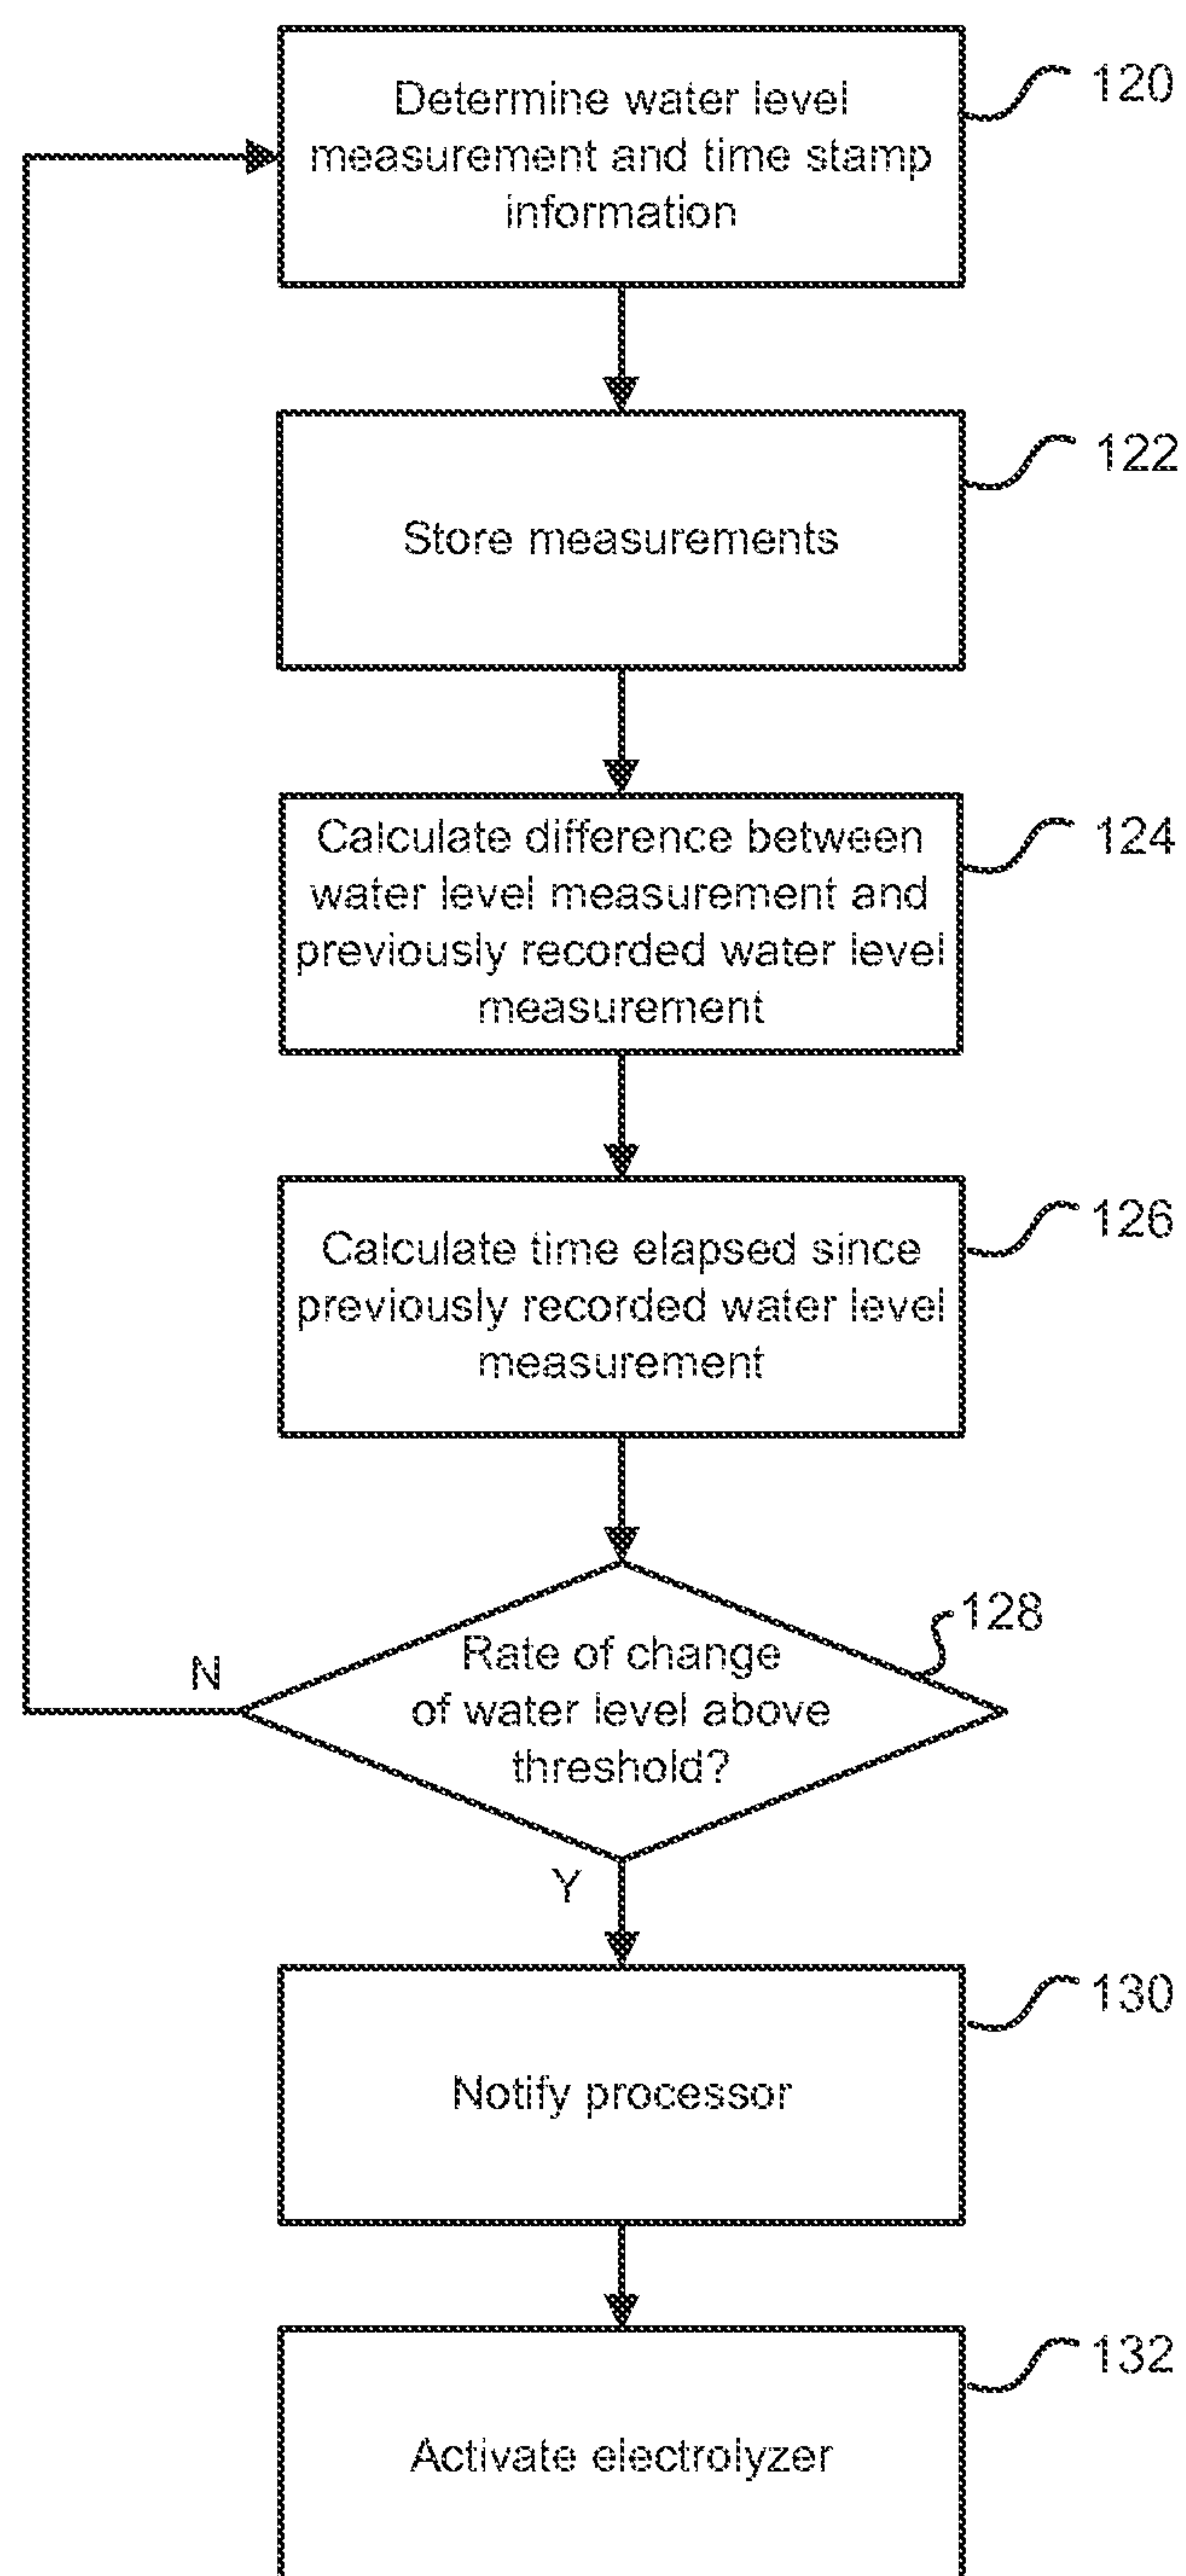 Determine water level
measurement and time stamp
information
120
Store measurements
122
Calculate difference between
water level measurement and
previously recorded water level
measurement
124
Calculate time elapsed since
previously recorded water level
measurement
126
Rate of change
of water level above
threshold?
128
N
Y
Notify processor
130
Activate electrolyzer
132